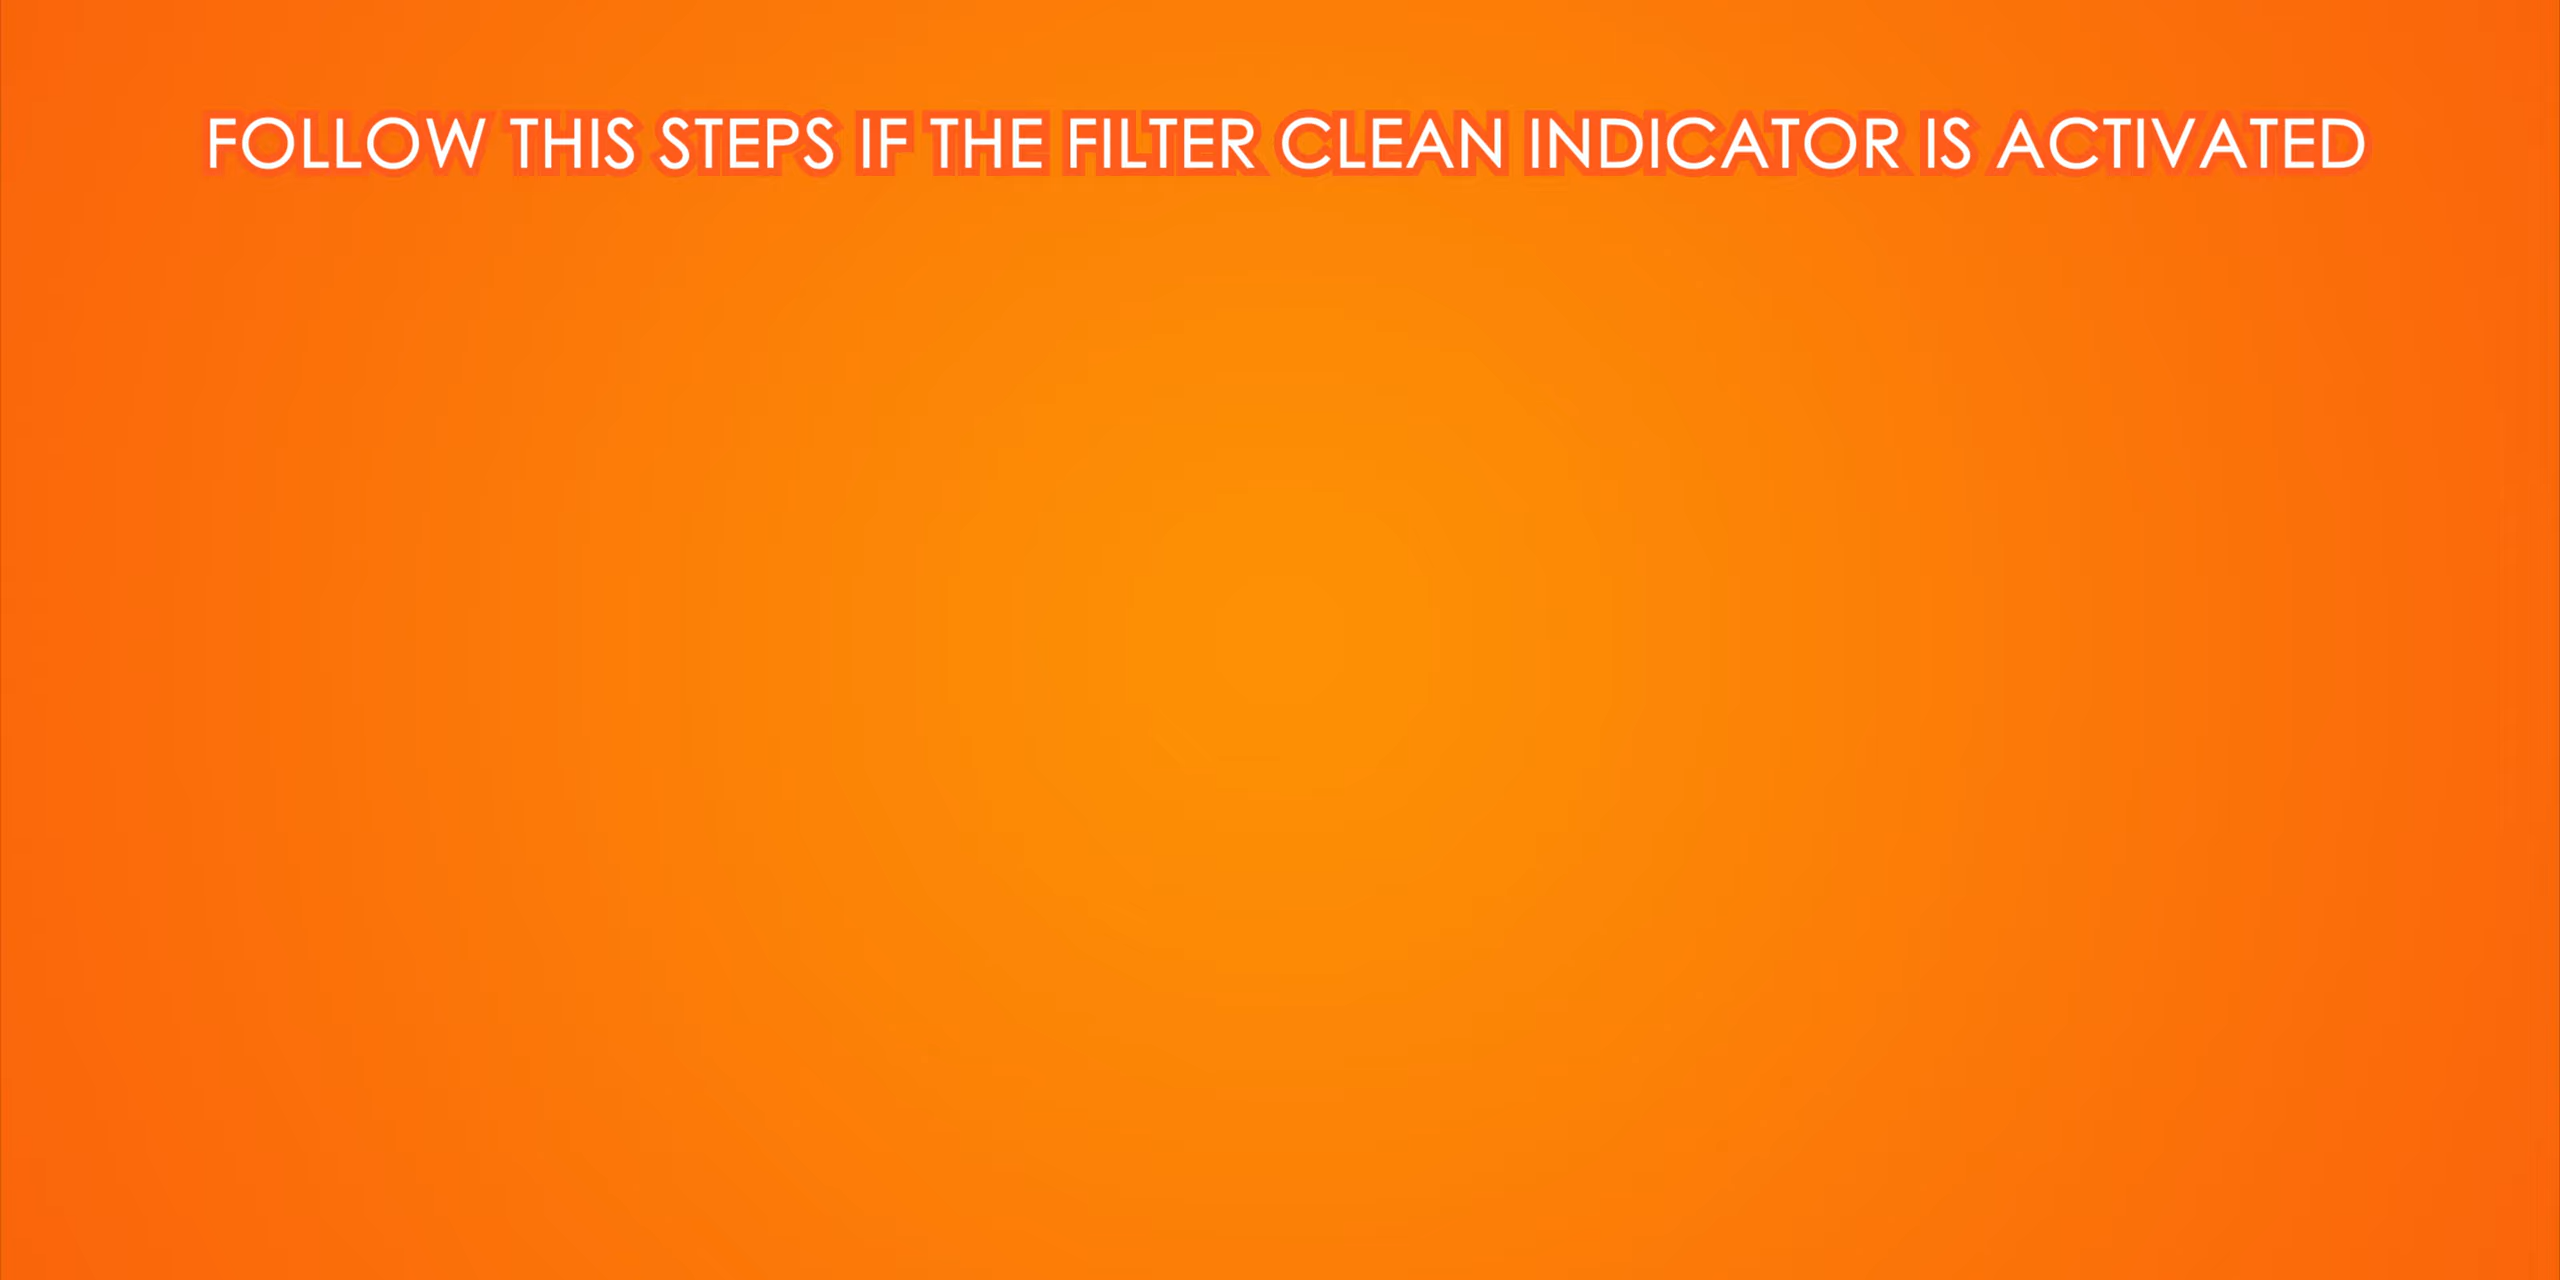 FOLLOW THIS STEPS IF THE FILTER CLEAN INDICATOR IS ACTIVATED